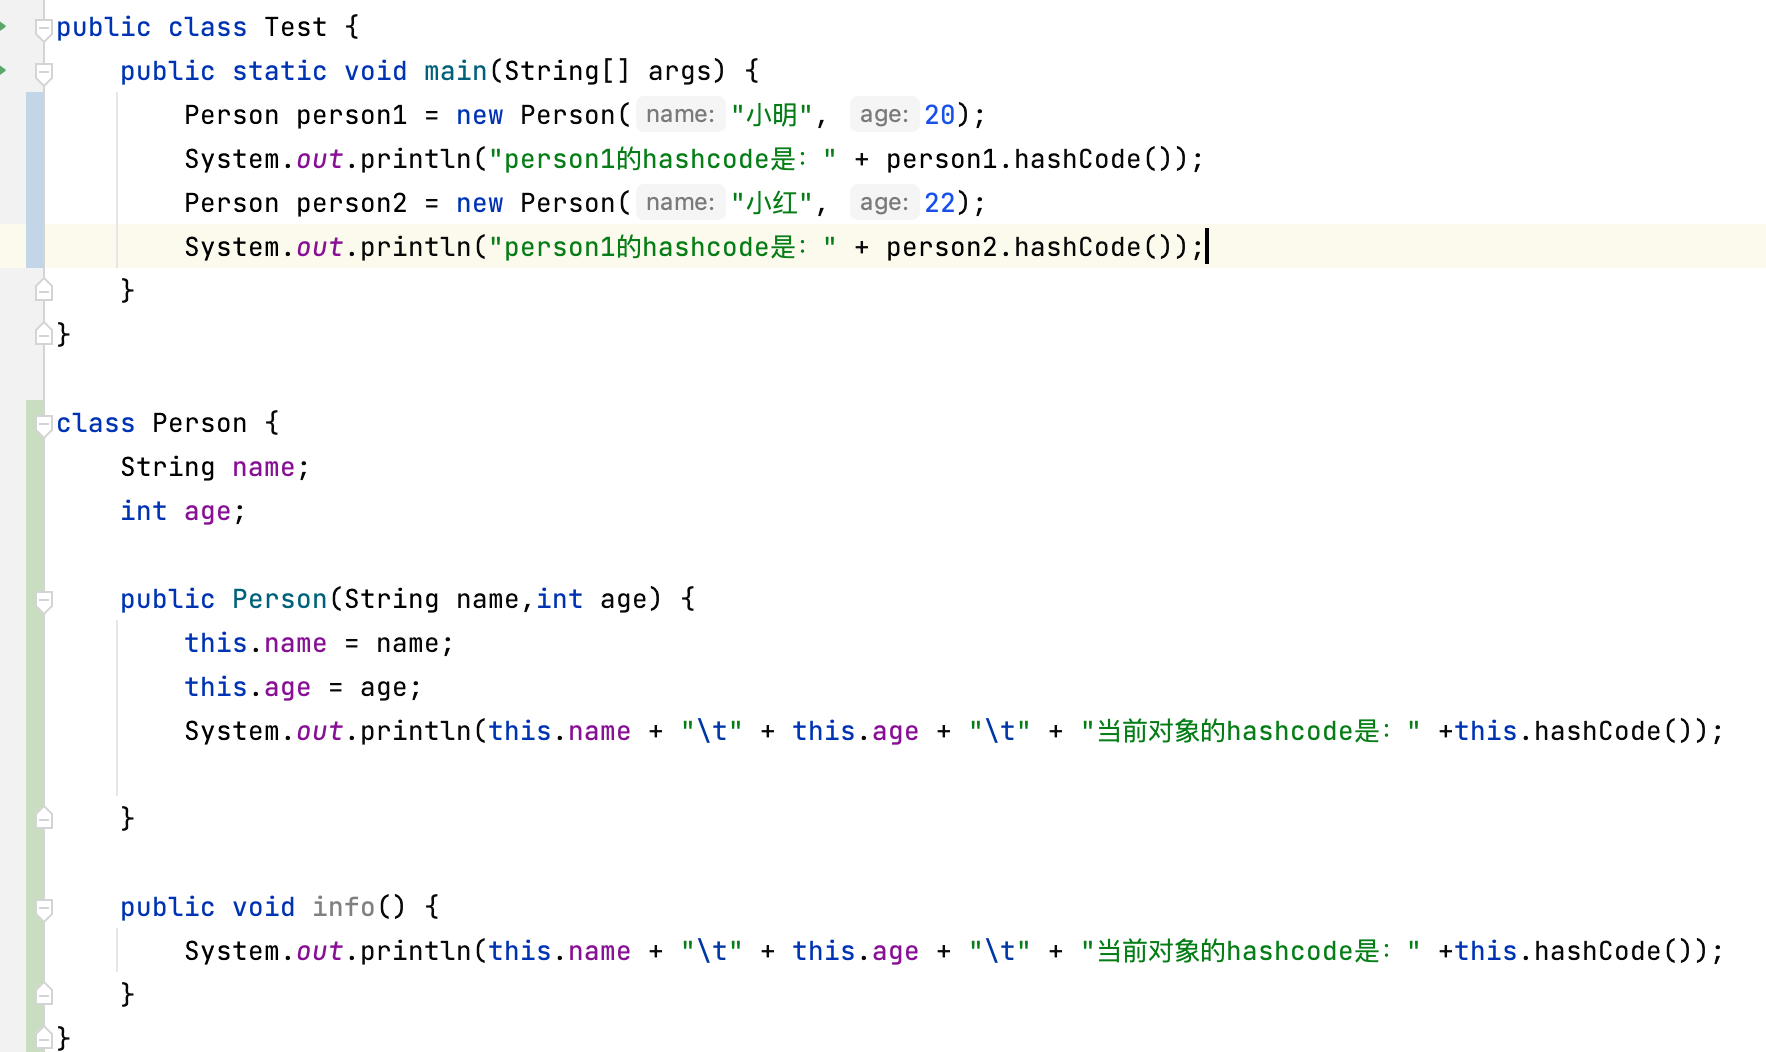 public class Test {
    public static void main(String[] args) {
        Person person1 = new Person( name: "小明", age: 20);
        System.out.println("person1的hashcode是：" + person1.hashCode());
        Person person2 = new Person( name: "小红", age: 22);
        System.out.println("person1的hashcode是：" + person2.hashCode());
    }
}
class Person {
    String name;
    int age;
    public Person(String name,int age) {
        this.name = name;
        this.age = age;
        System.out.println(this.name + "\t" + this.age + "\t" + "当前对象的hashcode是：" +this.hashCode());
    }
    public void info() {
        System.out.println(this.name + "\t" + this.age + "\t" + "当前对象的hashcode是：" +this.hashCode());
    }
}